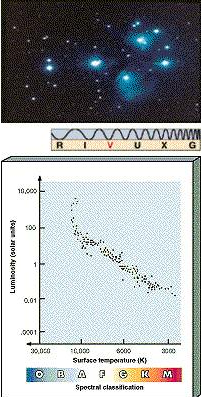 R I V U X G
10,000
100
1
0.01
.0001
Luminosity (solar units)
30,000 10,000 6000 3000
Surface temperature (K)
O B A F G K M
Spectral classification